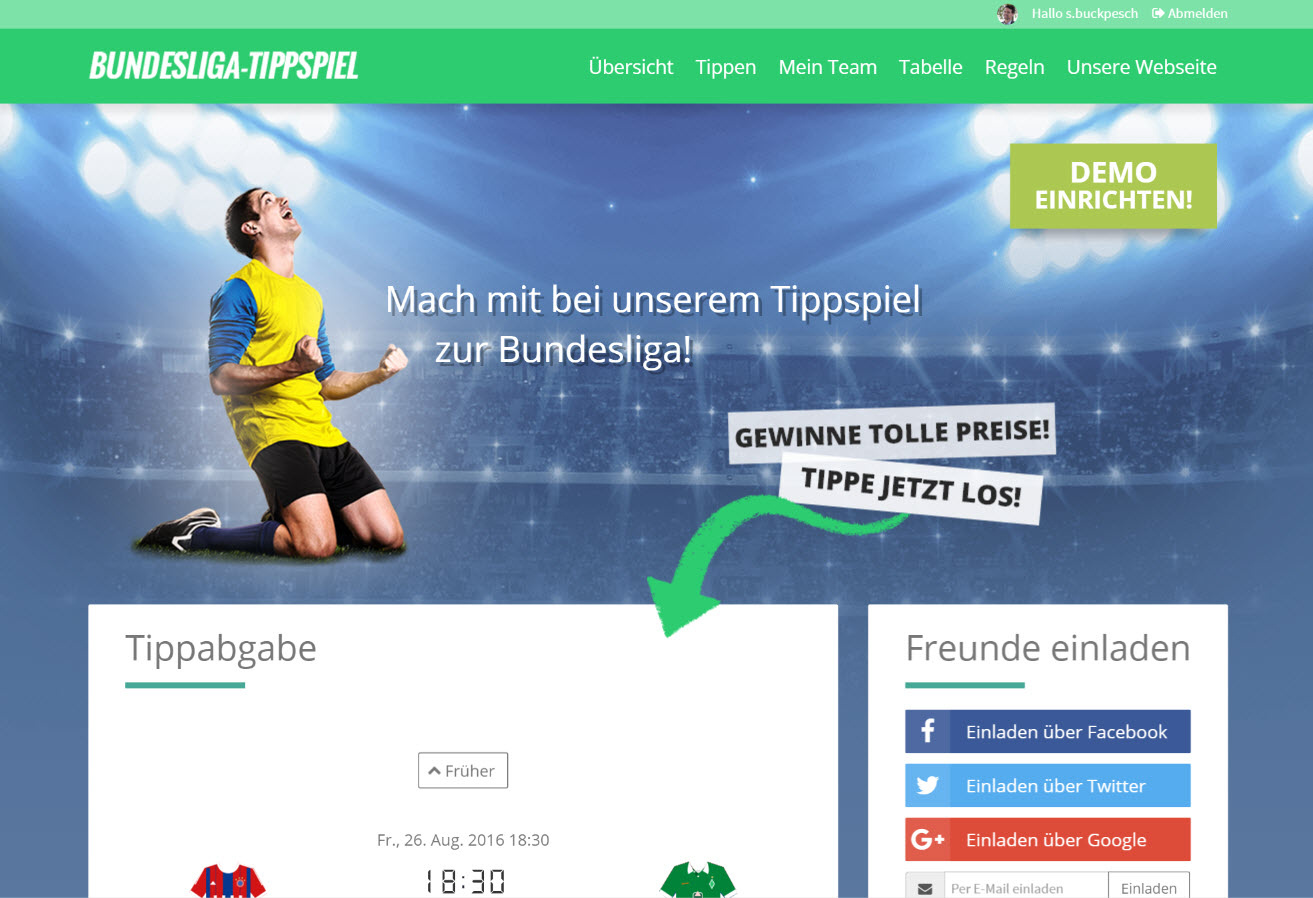 Hallo s.buckpesch Abmelden
BUNDESLIGA-TIPPSPIEL
Übersicht Tippen Mein Team Tabelle Regeln Unsere Webseite
DEMO
EINRICHTEN!
Mach mit bei unserem Tippspiel
zur Bundesliga!
GEWINNE TOLLE PREISE!
TIPPE JETZT LOS!
Tippabgabe
Früher
Fr., 26. Aug. 2016 18:30
18:30
Freunde einladen
Einladen über Facebook
Einladen über Twitter
G+ Einladen über Google
Per E-Mail einladen Einladen